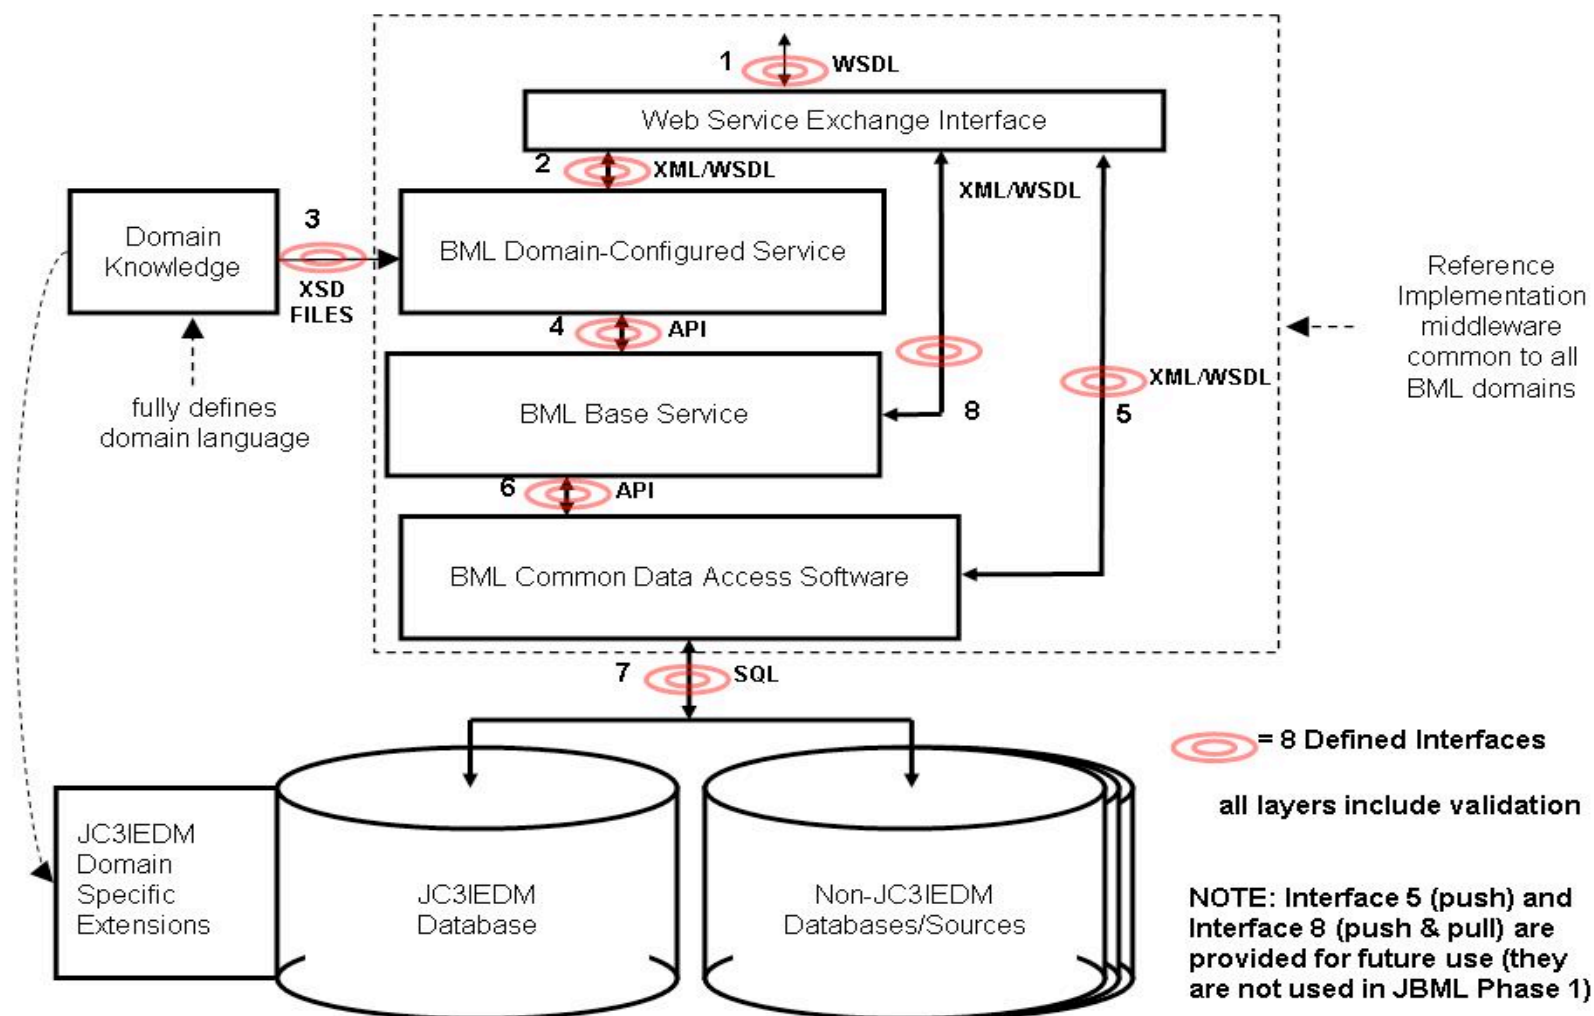 1
WSDL
Web Service Exchange Interface
2
XML/WSDL
XML/WSDL
Domain
Knowledge
3
XSD
FILES
BML Domain-Configured Service
Reference
Implementation
middleware
common to all
BML domains
4
API
XML/WSDL
fully defines
domain language
BML Base Service
8
5
6
API
BML Common Data Access Software
7
SQL
= 8 Defined Interfaces
all layers include validation
JC3IEDM
Domain
Specific
Extensions
JC3IEDM
Database
Non-JC3IEDM
Databases/Sources
NOTE: Interface 5 (push) and
Interface 8 (push & pull) are
provided for future use (they
are not used in JBML Phase 1)